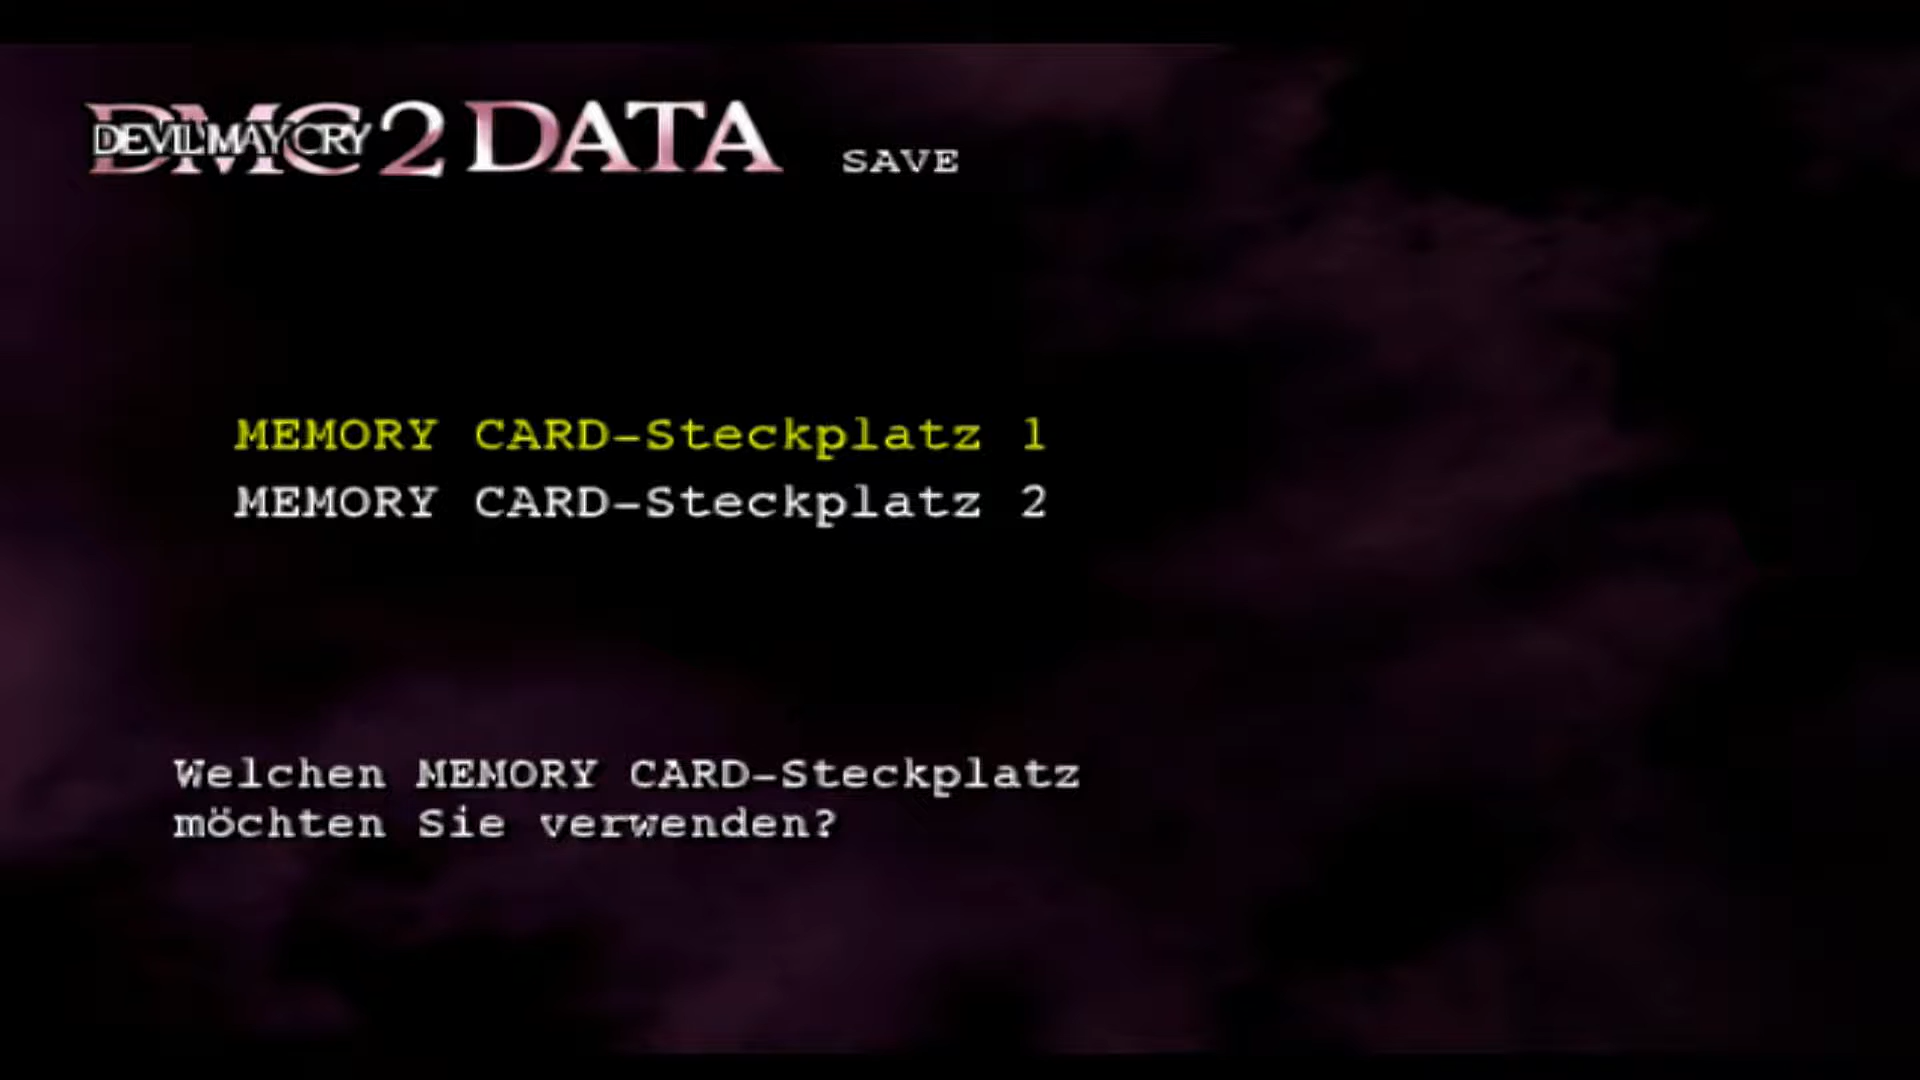 DMC DEVIL MAY CRY 2 DATA SAVE
MEMORY CARD-Steckplatz 1
MEMORY CARD-Steckplatz 2
Welchen MEMORY CARD-Steckplatz
möchten Sie verwenden?